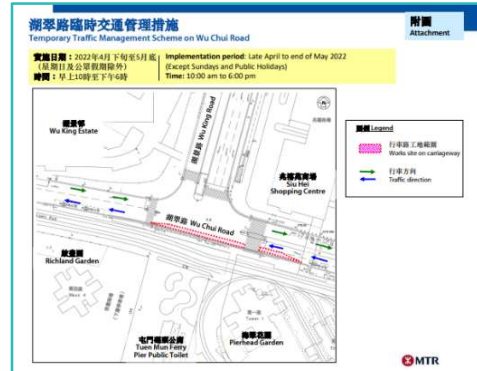 湖翠路臨時交通管理措施
Temporary Traffic Management Scheme on Wu Chui Road
附圖
Attachment
實施日期：2022年4月下旬至5月底
(星期日及公眾假期除外)
時間：早上10時至下午6時
Implementation period: Late April to end of May 2022
(Except Sundays and Public Holidays)
Time: 10:00 am to 6:00 pm
湖景邨
Wu King Estate
湖景路 Wu King Road
兆禧苑商場
Siu Hei
Shopping Centre
湖翠路 Wu Chui Road
啟豐園
Richland Garden
屯門碼頭公廁
Tuen Mun Ferry
Pier Public Toilet
海翠花園
Pierhead Garden
圖例 Legend
行車路工地範圍
Works site on carriageway
行車方向
Traffic direction
MTR